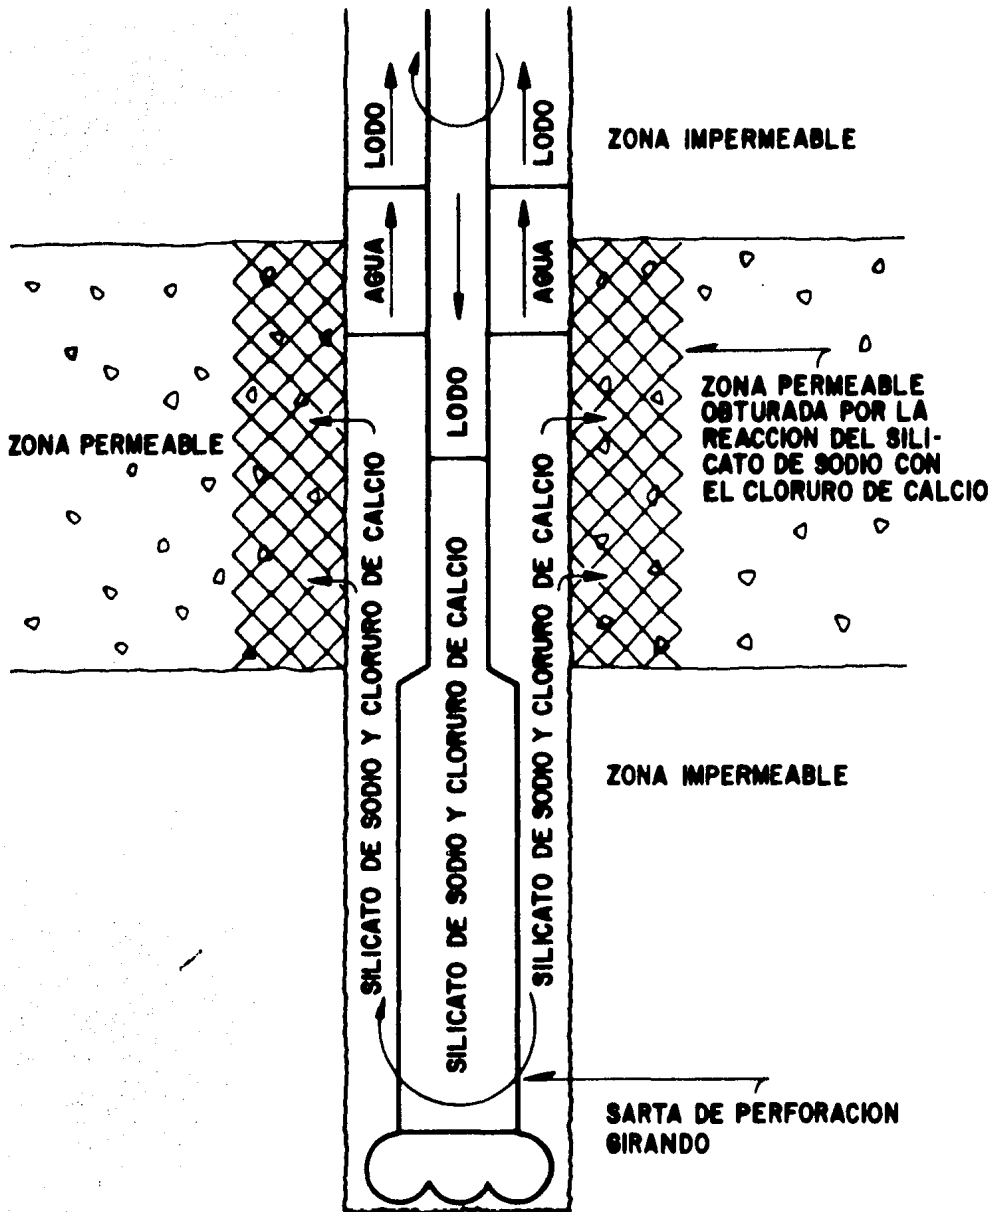 LODO
LODO
ZONA IMPERMEABLE
AGUA
AGUA
LODO
ZONA PERMEABLE
ZONA PERMEABLE
OBTURADA POR LA
REACCION DEL SILI-
CATO DE SODIO CON
EL CLORURO DE CALCIO
SILICATO DE SODIO Y CLORURO DE CALCIO
SILICATO DE SODIO Y CLORURO DE CALCIO
SILICATO DE SODIO Y CLORURO DE CALCIO
ZONA IMPERMEABLE
SARTA DE PERFORACION
GIRANDO